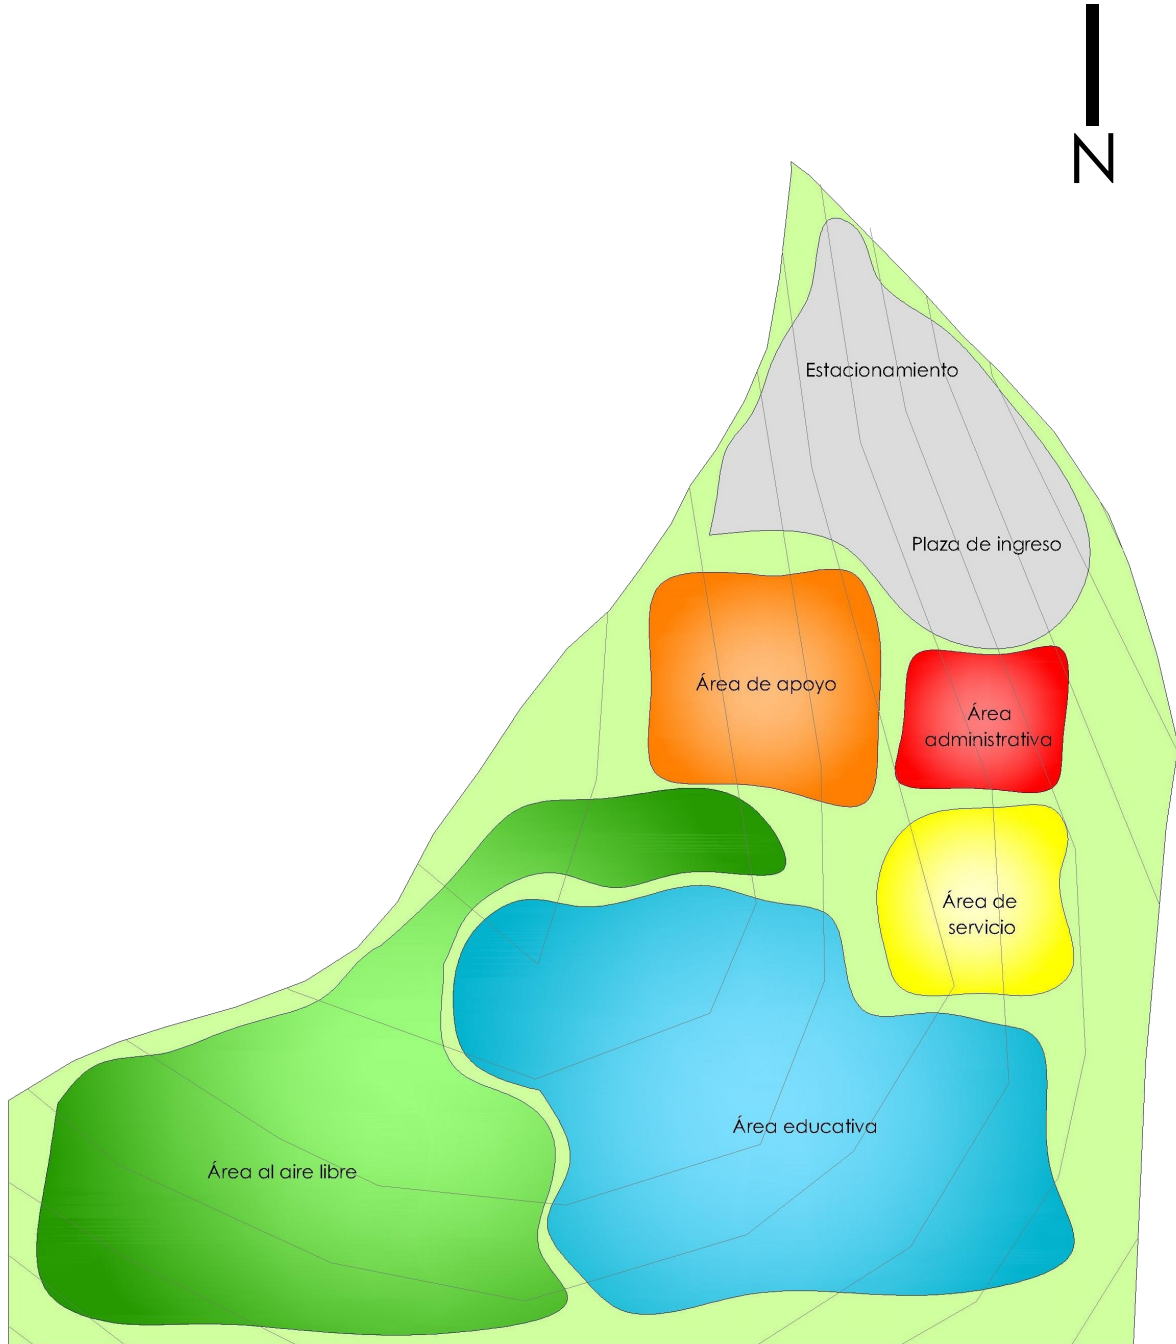 N
Estacionamiento
Plaza de ingreso
Área de apoyo
Área
administrativa
Área de
servicio
Área educativa
Área al aire libre